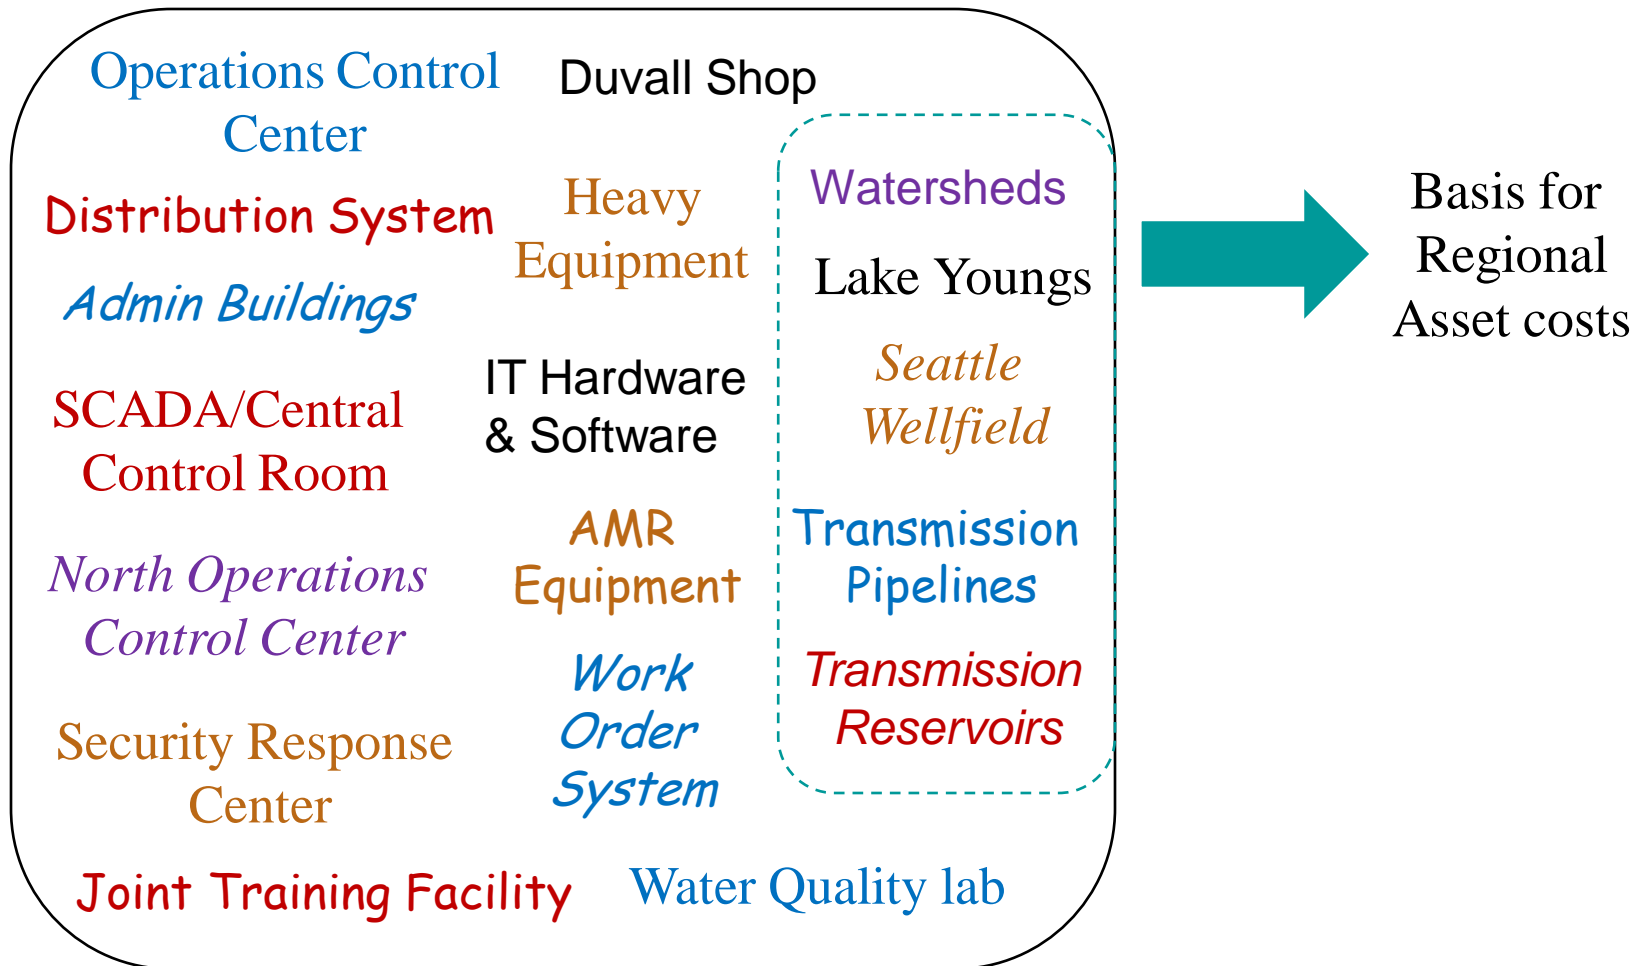 Operations Control
Center
Duvall Shop
Distribution System
Heavy
Equipment
Admin Buildings
IT Hardware
& Software
SCADA/Central
Control Room
AMR
Equipment
North Operations
Control Center
Work
Order
System
Security Response
Center
Joint Training Facility
Water Quality lab
Watersheds
Lake Youngs
Seattle
Wellfield
Transmission
Pipelines
Transmission
Reservoirs
Basis for
Regional
Asset costs